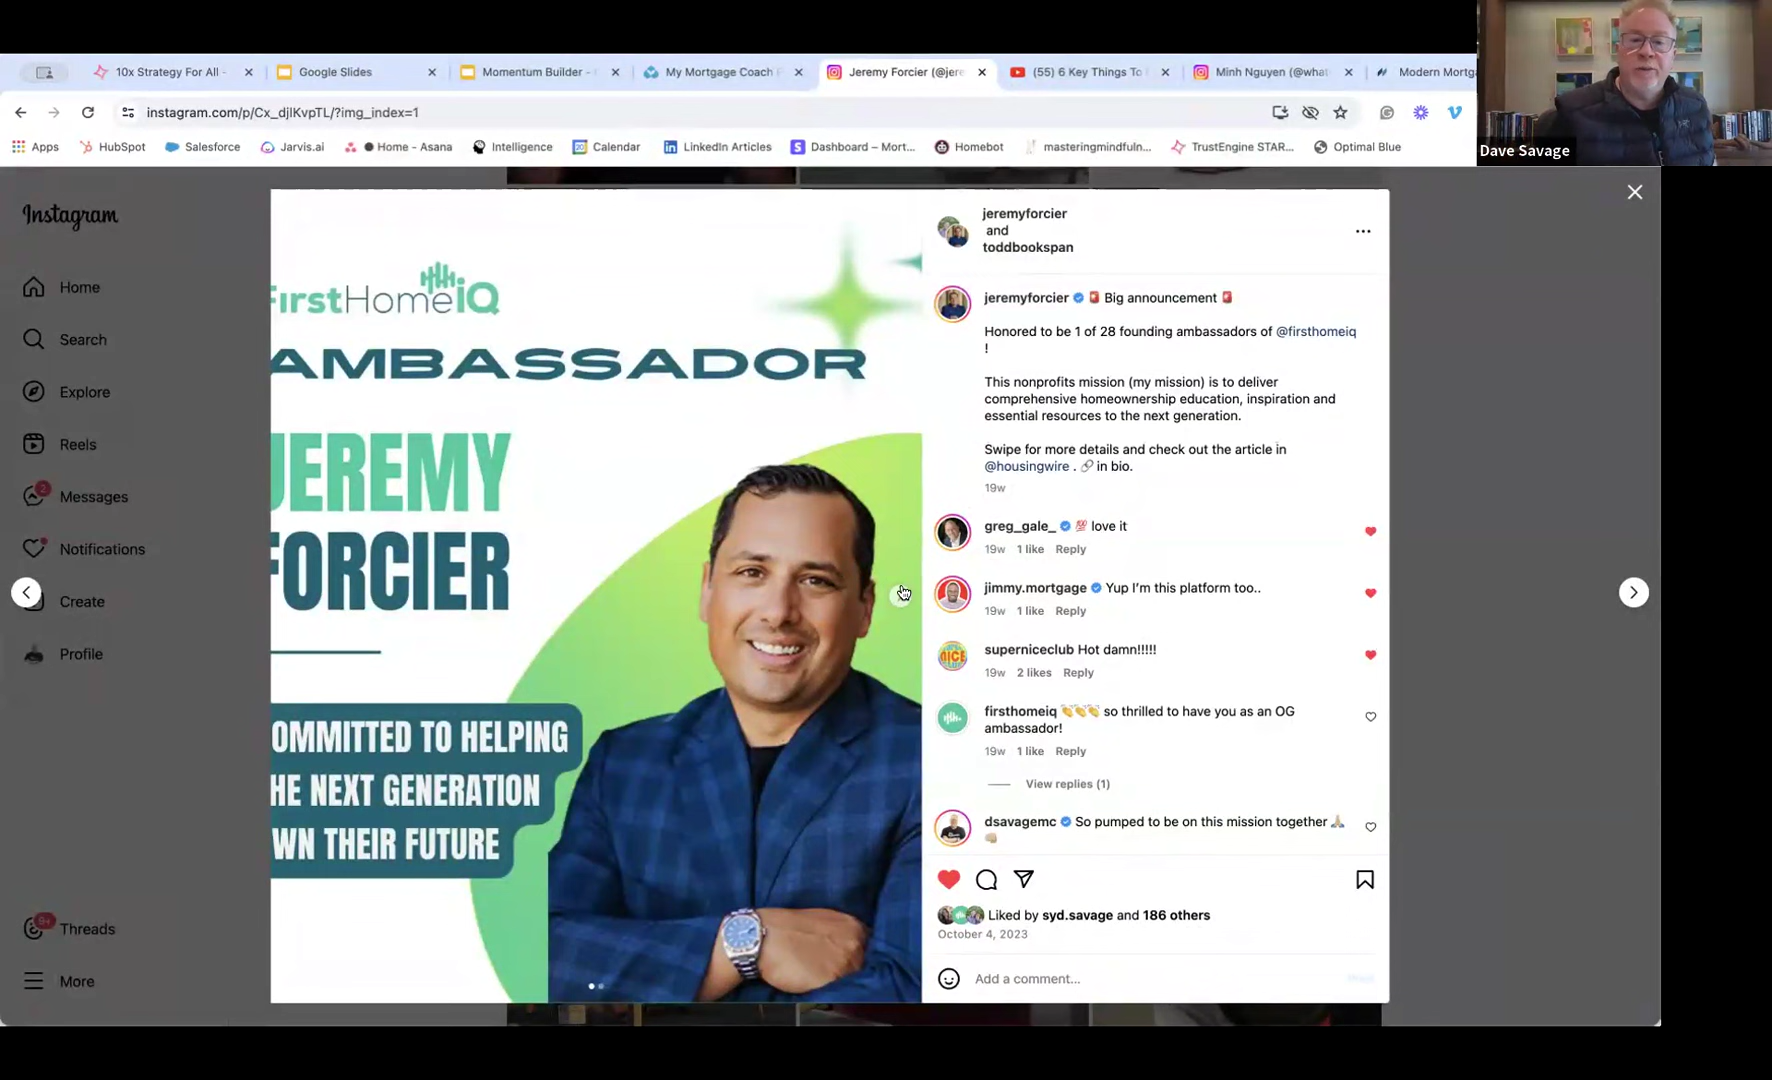 10x Strategy For All -
Google Slides
Momentum Builder -
My Mortgage Coach
Jeremy Forcier (@jere
(55) 6 Key Things To
Minh Nguyen (@what
Modern Mortg
instagram.com/p/Cx_djlKvpTL/?img_index=1
Apps
HubSpot
Salesforce
Jarvis.ai
Home - Asana
Intelligence
Calendar
LinkedIn Articles
Dashboard – Mort...
Homebot
masteringmindfuln...
TrustEngine STAR...
Optimal Blue
Dave Savage
Instagram
Home
Search
Explore
Reels
2
Messages
Notifications
Create
Profile
9+
Threads
More
irstHomeiQ
AMBASSADOR
JEREMY
FORCIER
OMMITTED TO HELPING
HE NEXT GENERATION
WN THEIR FUTURE
jeremyforcier
and
toddbookspan
jeremyforcier 🚨 Big announcement 🚨
Honored to be 1 of 28 founding ambassadors of @firsthomeiq
!
This nonprofits mission (my mission) is to deliver
comprehensive homeownership education, inspiration and
essential resources to the next generation.
Swipe for more details and check out the article in
@housingwire . 🔗 in bio.
19w
greg_gale_ 💯 love it
19w 1 like Reply
jimmy.mortgage Yup I’m this platform too..
19w 1 like Reply
NICE
superniceclub Hot damn!!!!!
19w 2 likes Reply
firsthomeiq 👏👏👏 so thrilled to have you as an OG
ambassador!
19w 1 like Reply
View replies (1)
dsavagemc So pumped to be on this mission together 🙏🏼
👊🏼
Liked by syd.savage and 186 others
October 4, 2023
Add a comment...
Post